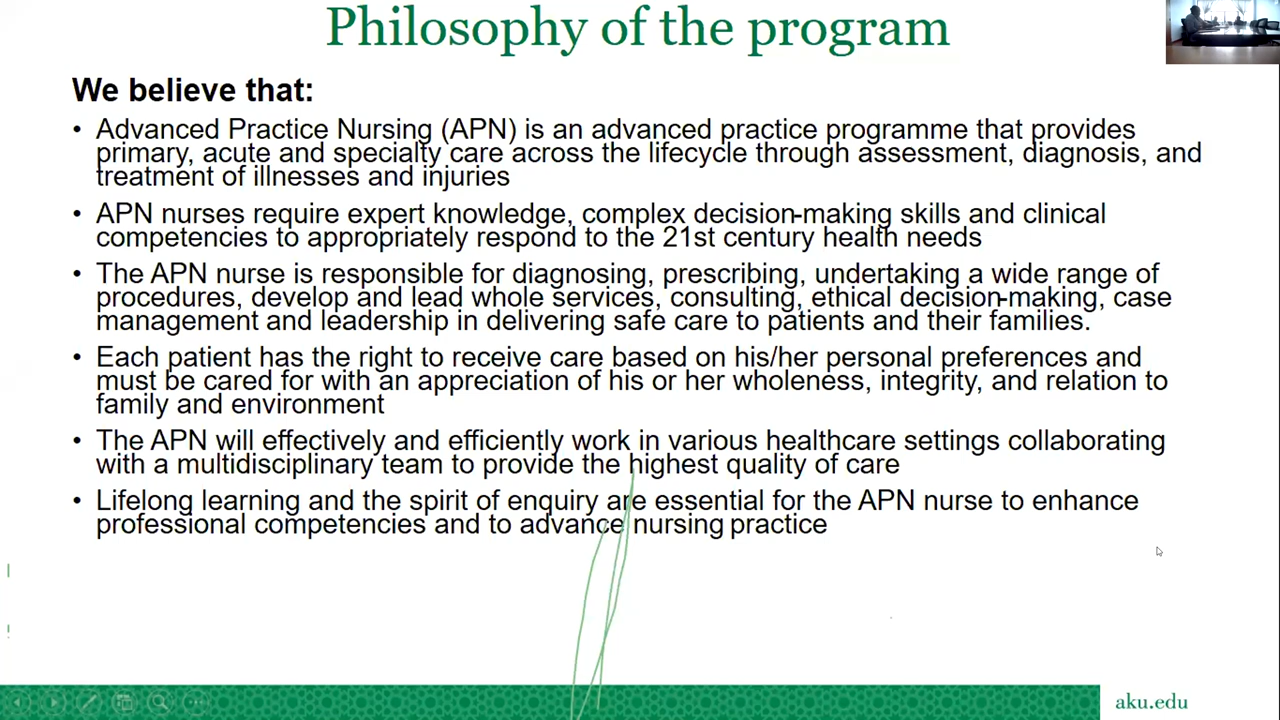 Philosophy of the program
We believe that:
• Advanced Practice Nursing (APN) is an advanced practice programme that provides
primary, acute and specialty care across the lifecycle through assessment, diagnosis, and
treatment of illnesses and injuries
• APN nurses require expert knowledge, complex decision-making skills and clinical
competencies to appropriately respond to the 21st century health needs
• The APN nurse is responsible for diagnosing, prescribing, undertaking a wide range of
procedures, develop and lead whole services, consulting, ethical decision-making, case
management and leadership in delivering safe care to patients and their families.
• Each patient has the right to receive care based on his/her personal preferences and
must be cared for with an appreciation of his or her wholeness, integrity, and relation to
family and environment
• The APN will effectively and efficiently work in various healthcare settings collaborating
with a multidisciplinary team to provide the highest quality of care
• Lifelong learning and the spirit of enquiry are essential for the APN nurse to enhance
professional competencies and to advance nursing practice
aku.edu